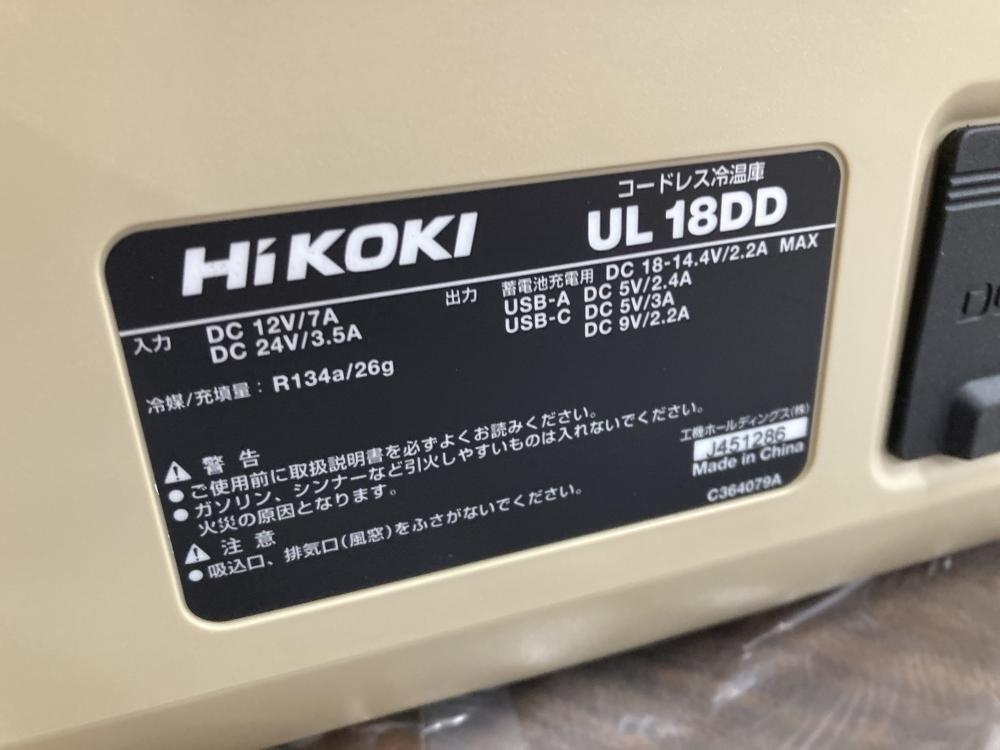 HiKOKI
コードレス冷温庫
UL 18DD
入力 DC 12V/7A
DC 24V/3.5A
出力 蓄電池充電用 DC 18-14.4V/2.2A MAX
USB-A DC 5V/2.4A
USB-C DC 5V/3A
DC 9V/2.2A
冷媒/充填量: R134a/26g
警告
● ご使用前に取扱説明書を必ずよくお読みください。
● ガソリン、シンナーなど引火しやすいものは入れないでください。
火災の原因となります。
注意
● 吸込口、排気口(風窓)をふさがないでください。
工機ホールディングス(株)
J451286
Made in China
C364079A